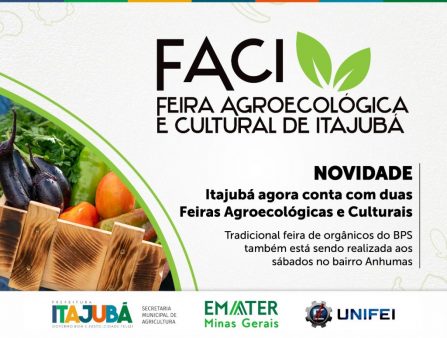 FACI
FEIRA AGROECOLÓGICA
E CULTURAL DE ITAJUBÁ
NOVIDADE
Itajubá agora conta com duas
Feiras Agroecológicas e Culturais
Tradicional feira de orgânicos do BPS
também está sendo realizada aos
sábados no bairro Anhumas
PREFEITURA
ITAJUBÁ
SECRETARIA
MUNICIPAL DE
AGRICULTURA
EMATER
Minas Gerais
UNIFEI